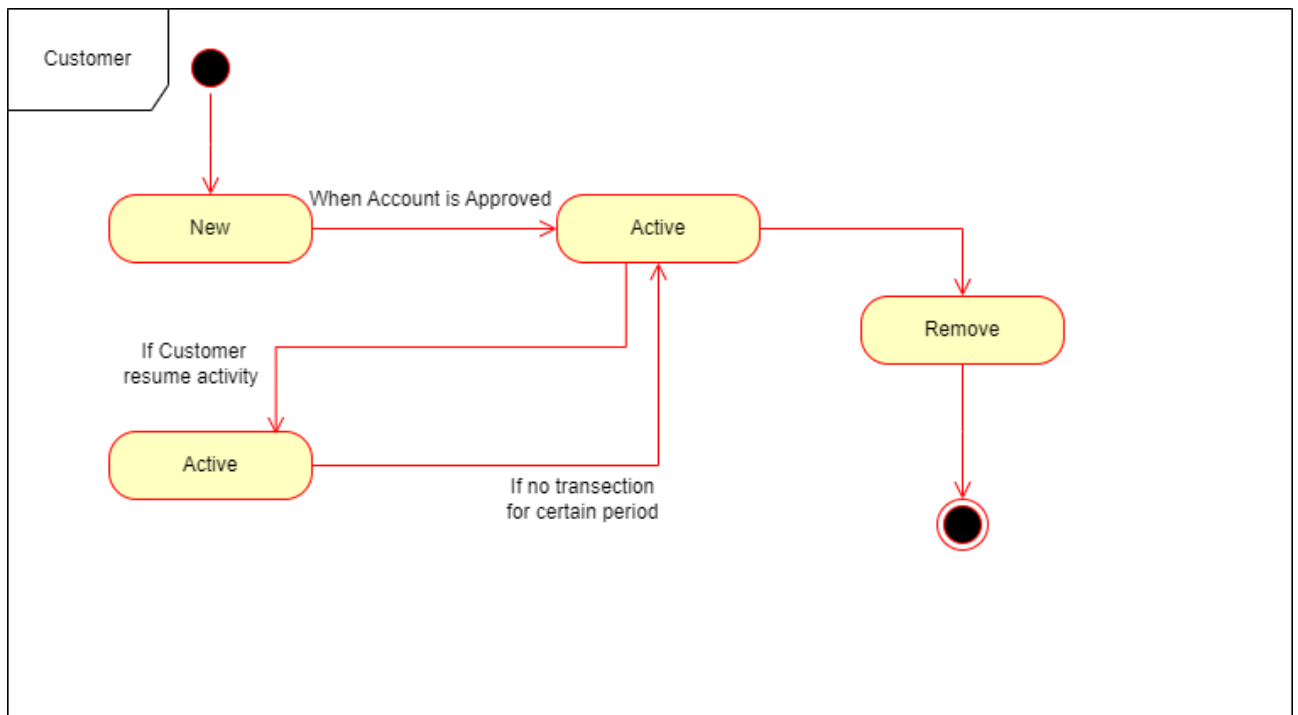 Customer
When Account is Approved
New
Active
Remove
If Customer
resume activity
Active
If no transection
for certain period